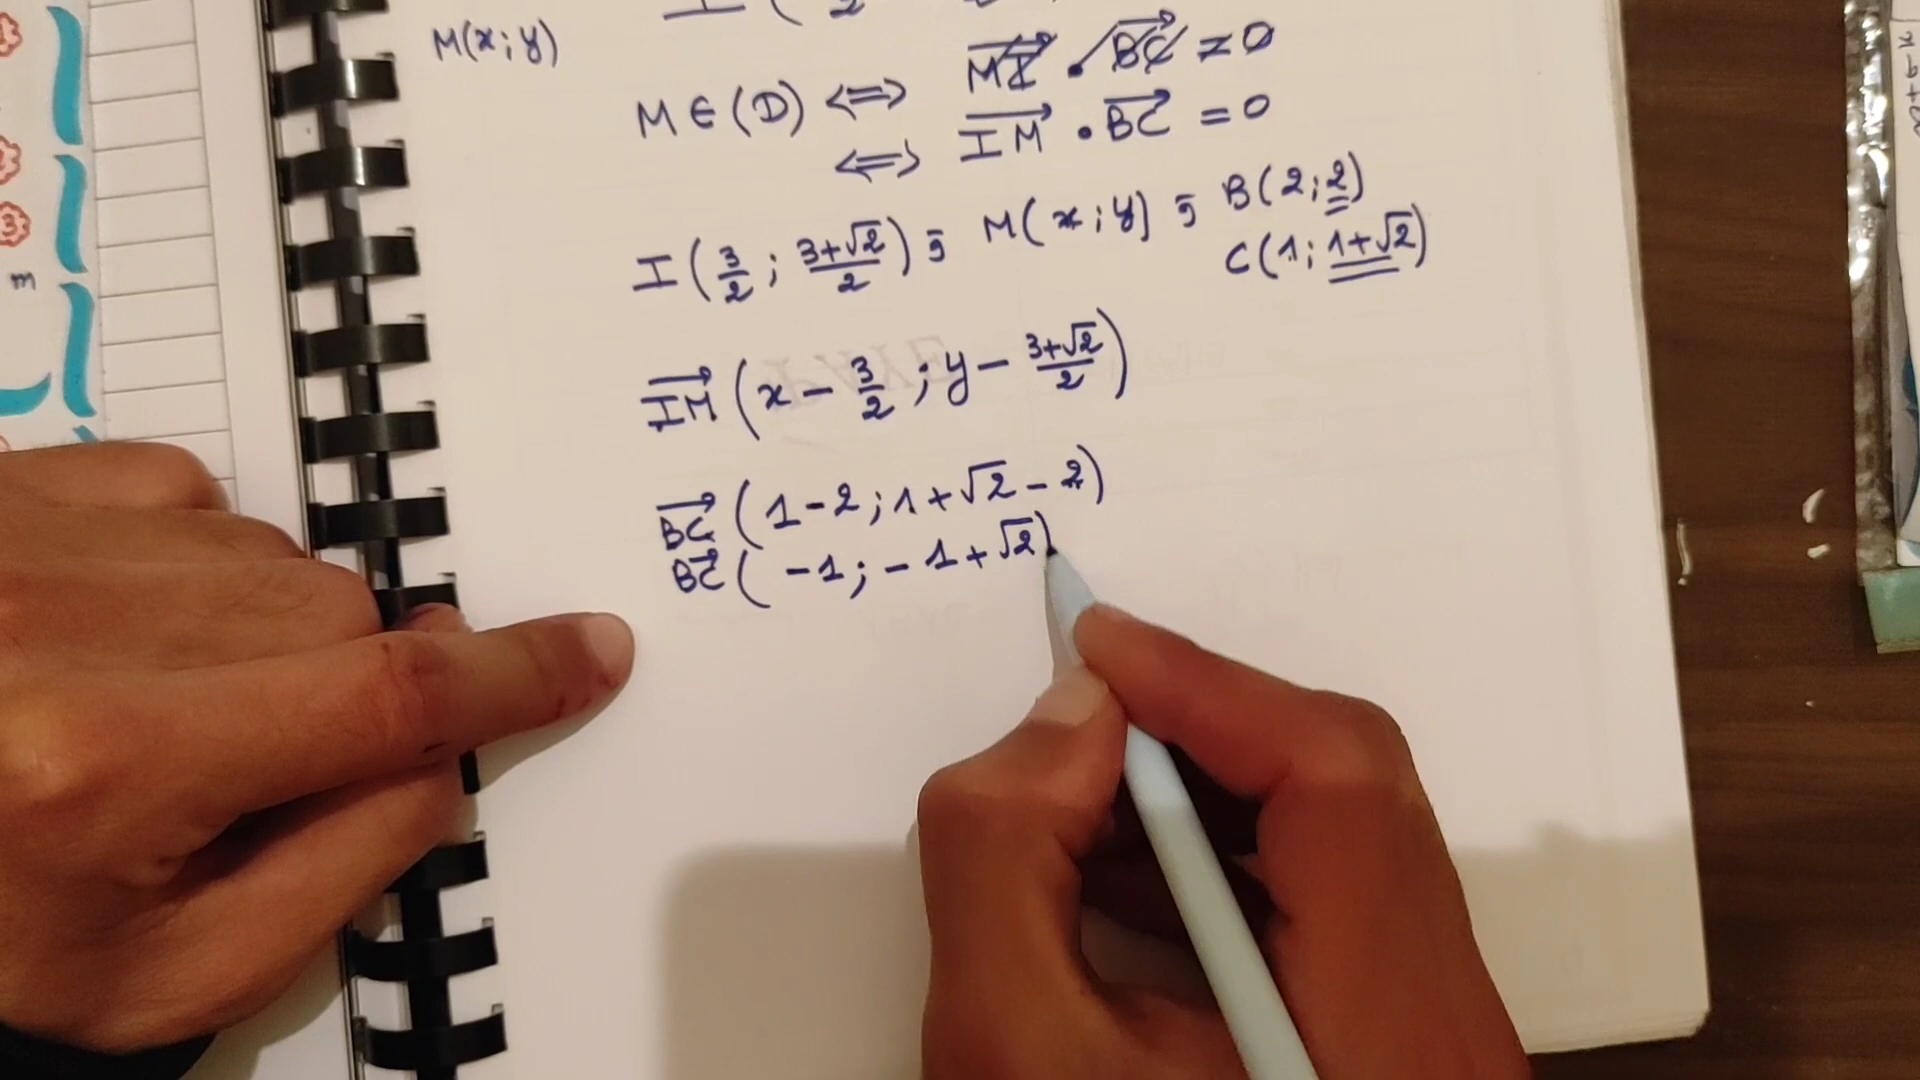 M(x; y)
M ∈ (D) ⟺ MI · BC = 0
⟺ IM · BC = 0
I(3/2; (3+√2)/2) ; M(x; y) ; B(2; 2)
C(1; 1+√2)
IM (x - 3/2 ; y - (3+√2)/2)
BC (1-2; 1+√2-2)
BC ( -1; -1+√2)
m